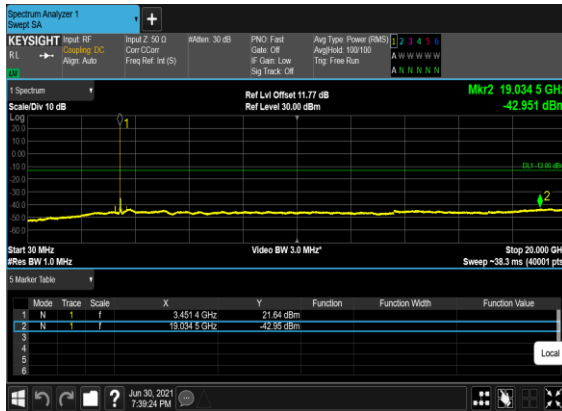 Spectrum Analyzer 1
Swept SA
+
KEYSIGHT Input: RF Input Z: 50 Ω #Atten: 30 dB PNO: Fast Avg Type: Power (RMS) 1 2 3 4 5 6
RL Coupling: DC Corr CCorr Gate: Off Avg|Hold: 100/100 A W W W W W
Align: Auto Freq Ref: Int (S) IF Gain: Low Trig: Free Run
Sig Track: Off A N N N N N
1 Spectrum
Ref Lvl Offset 11.77 dB Mkr2 19.034 5 GHz
Scale/Div 10 dB Ref Level 30.00 dBm -42.951 dBm
Log
20.0
10.0
0.00
-10.0
DL1 -13.00 dBm
-20.0
-30.0
-40.0
-50.0
-60.0
1
2
Start 30 MHz Video BW 3.0 MHz* Stop 20.000 GHz
#Res BW 1.0 MHz Sweep ~38.3 ms (40001 pts)
5 Marker Table
Mode Trace Scale X Y Function Function Width Function Value
1 N 1 f 3.451 4 GHz 21.64 dBm
2 N 1 f 19.034 5 GHz -42.95 dBm
3
4
5
6
Local
? Jun 30, 2021
7:39:24 PM